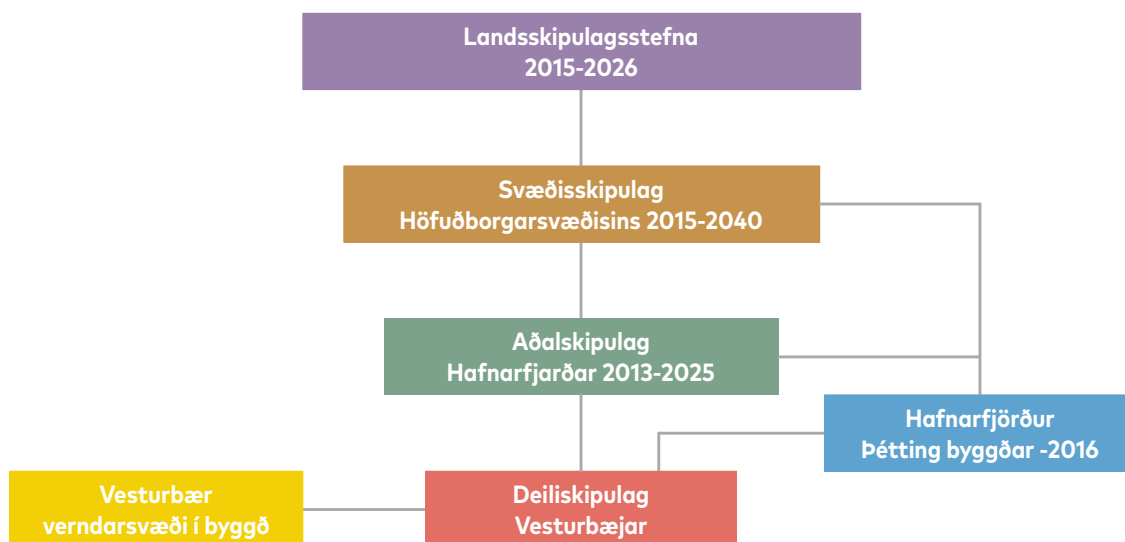 Landsskipulagsstefna
2015-2026
Svæðisskipulag
Höfuðborgarsvæðisins 2015-2040
Aðalskipulag
Hafnarfjarðar 2013-2025
Hafnarfjörður
Þétting byggðar -2016
Vesturbær
verndarsvæði í byggð
Deiliskipulag
Vesturbæjar